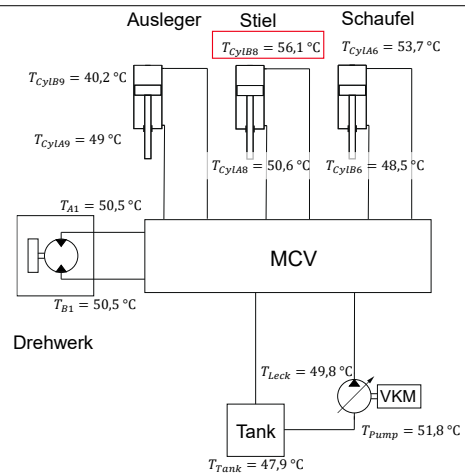 Ausleger Stiel Schaufel
T_CylB8 = 56,1 °C
T_CylA6 = 53,7 °C
T_CylB9 = 40,2 °C
T_CylA9 = 49 °C
T_CylA8 = 50,6 °C
T_CylB6 = 48,5 °C
T_A1 = 50,5 °C
MCV
T_B1 = 50,5 °C
Drehwerk
T_Leck = 49,8 °C
VKM
Tank
T_Pump = 51,8 °C
T_Tank = 47,9 °C